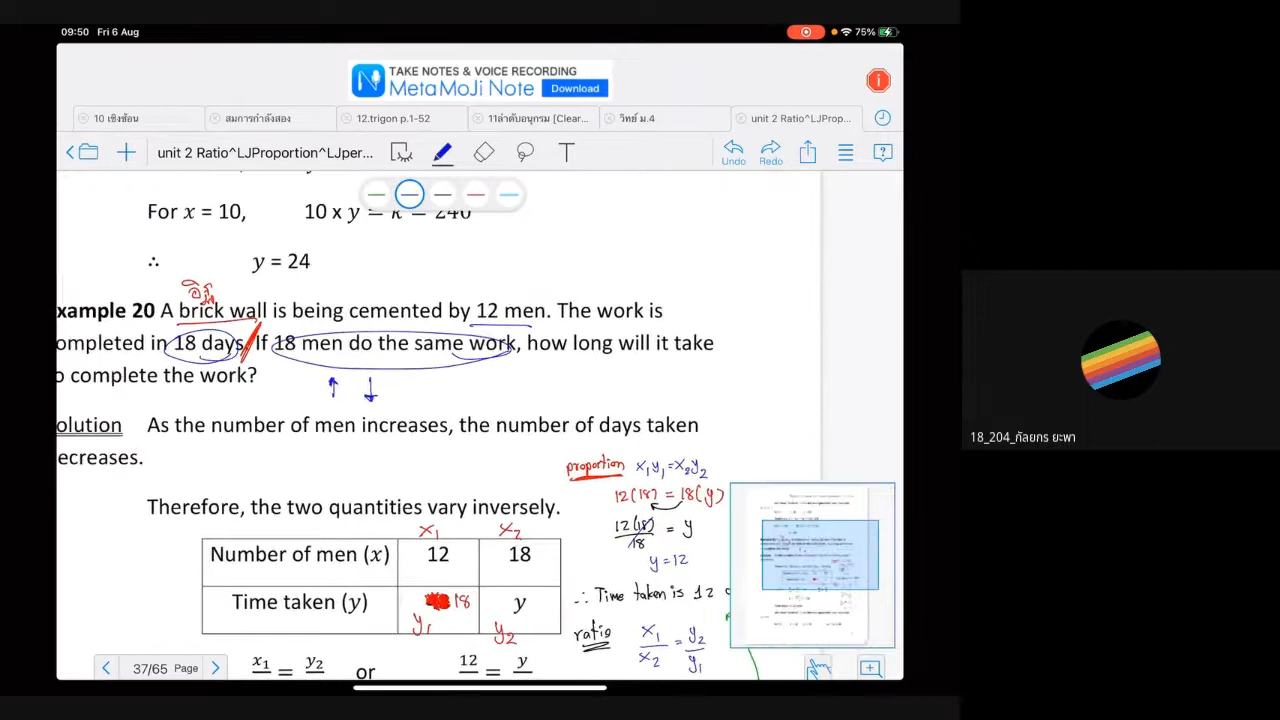 09:50 Fri 6 Aug
75%
TAKE NOTES & VOICE RECORDING
MetaMoJi Note Download
10 เชิงซ้อน
สมการกำลังสอง
12.trigon p.1-52
11ลำดับอนุกรม [Clear...
วิทย์ ม.4
unit 2 Ratio^LJProp...
unit 2 Ratio^LJProportion^LJper...
T
Undo
Redo
For x = 10, 10 x y = k = 240
∴ y = 24
อิฐ
xample 20 A brick wall is being cemented by 12 men. The work is
ompleted in 18 days. If 18 men do the same work, how long will it take
o complete the work?
olution As the number of men increases, the number of days taken
ecreases.
Therefore, the two quantities vary inversely.
proportion x₁y₁=x₂y₂
12(18) = 18(y)
12(18)/18 = y
y=12
∴ Time taken is 12
ratio x₁/x₂ = y₂/y₁
x₁ x₂
Number of men (x) 12 18
Time taken (y) 18 y
y₁ y₂
37/65 Page
x₁ = y₂ or 12 = y
18_204_กัลยกร ยะพา